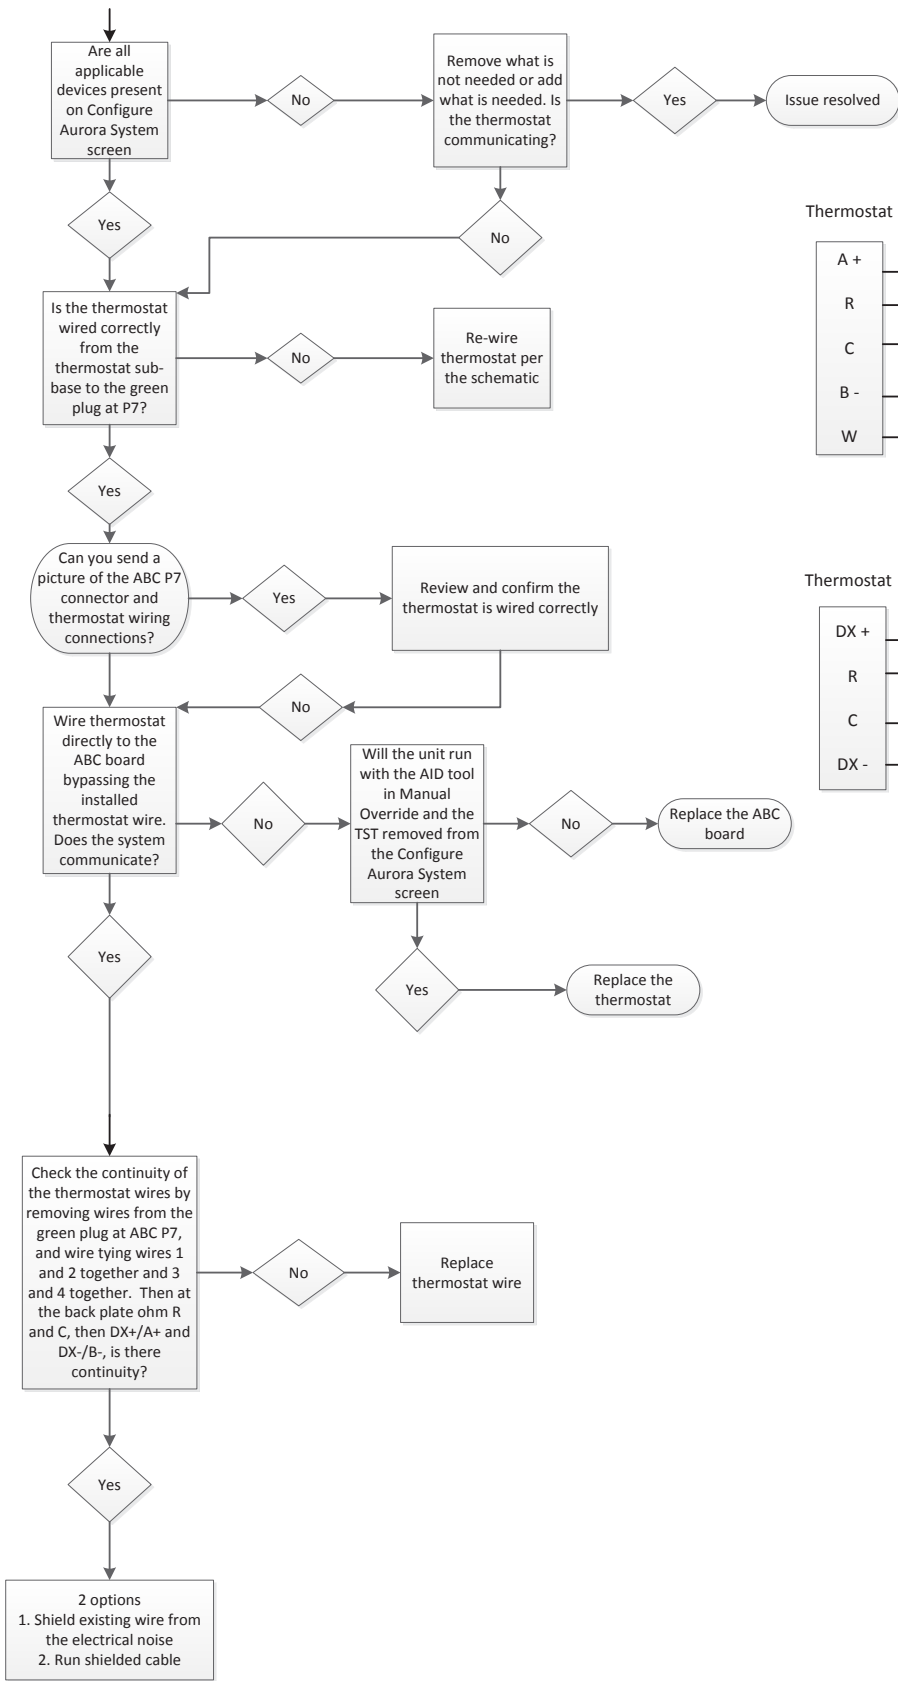 Are all
applicable
devices present
on Configure
Aurora System
screen
No
Remove what is
not needed or add
what is needed. Is
the thermostat
communicating?
Yes
Issue resolved
Yes
No
Is the thermostat
wired correctly
from the
thermostat sub-
base to the green
plug at P7?
No
Re-wire
thermostat per
the schematic
Yes
Can you send a
picture of the ABC P7
connector and
thermostat wiring
connections?
Yes
Review and confirm the
thermostat is wired correctly
No
Wire thermostat
directly to the
ABC board
bypassing the
installed
thermostat wire.
Does the system
communicate?
No
Will the unit run
with the AID tool
in Manual
Override and the
TST removed from
the Configure
Aurora System
screen
No
Replace the ABC
board
Yes
Yes
Replace the
thermostat
Check the continuity of
the thermostat wires by
removing wires from the
green plug at ABC P7,
and wire tying wires 1
and 2 together and 3
and 4 together. Then at
the back plate ohm R
and C, then DX+/A+ and
DX-/B-, is there
continuity?
No
Replace
thermostat wire
Yes
2 options
1. Shield existing wire from
the electrical noise
2. Run shielded cable
Thermostat
A +
R
C
B -
W
Thermostat
DX +
R
C
DX -